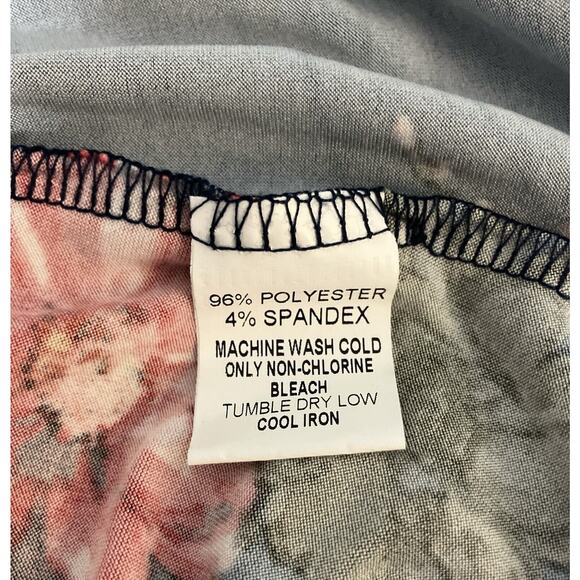 96% POLYESTER
4% SPANDEX
MACHINE WASH COLD
ONLY NON-CHLORINE
BLEACH
TUMBLE DRY LOW
COOL IRON